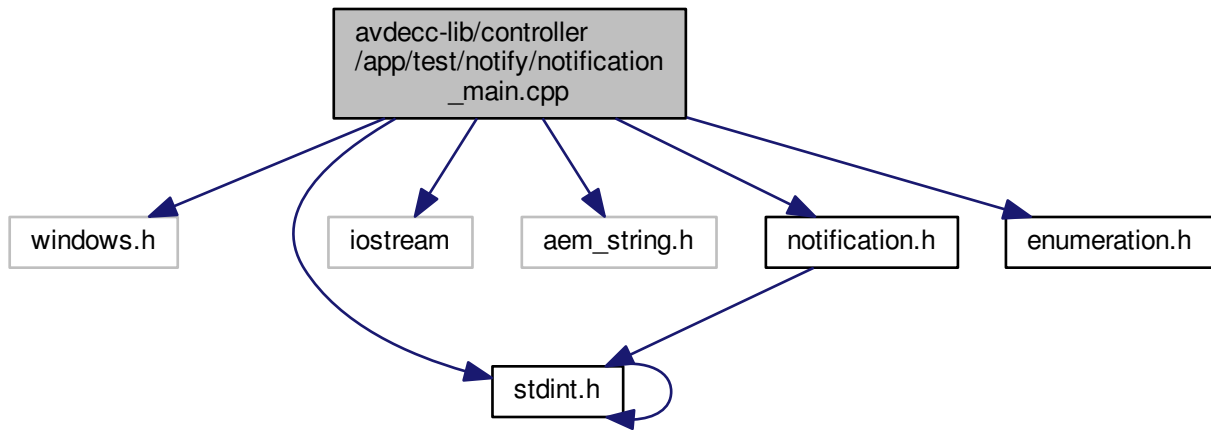 avdecc-lib/controller
/app/test/notify/notification
_main.cpp
windows.h
iostream
aem_string.h
notification.h
enumeration.h
stdint.h